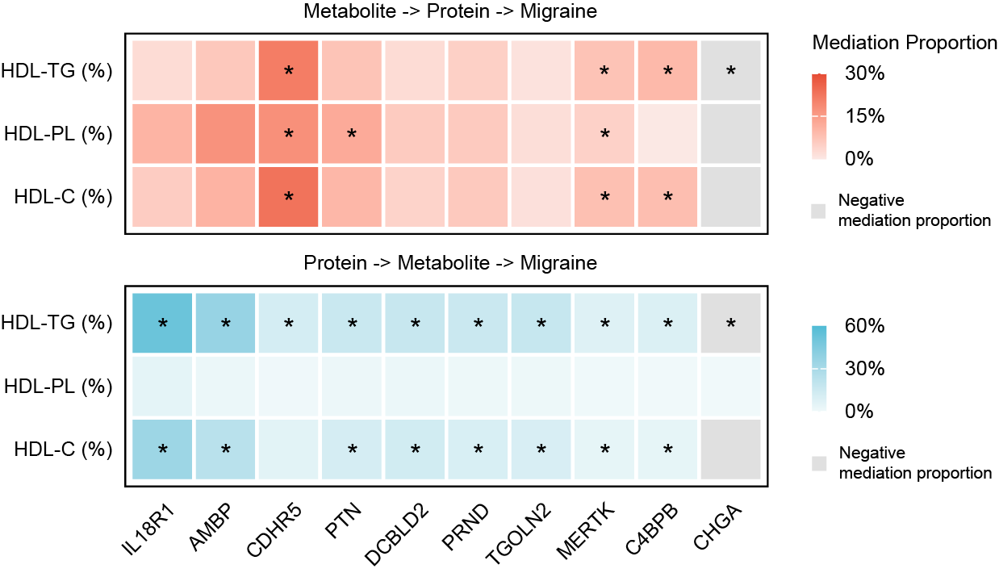 Metabolite -> Protein -> Migraine
HDL-TG (%)
* * * *
HDL-PL (%)
* * *
HDL-C (%)
* * *
Mediation Proportion
30%
15%
0%
Negative
mediation proportion
Protein -> Metabolite -> Migraine
HDL-TG (%)
* * * * * * * * * *
HDL-PL (%)
HDL-C (%)
* * * * * * * *
60%
30%
0%
Negative
mediation proportion
IL18R1
AMBP
CDHR5
PTN
DCBLD2
PRND
TGOLN2
MERTK
C4BPB
CHGA